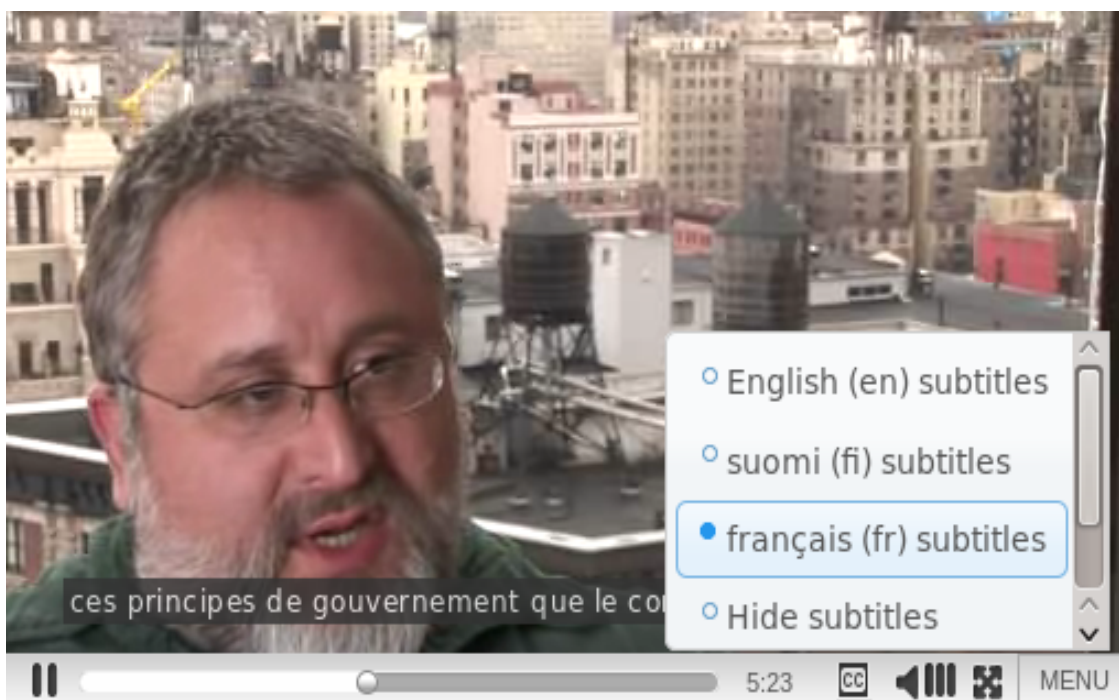 English (en) subtitles
suomi (fi) subtitles
français (fr) subtitles
ces principes de gouvernement que le
Hide subtitles
5:23
CC
MENU